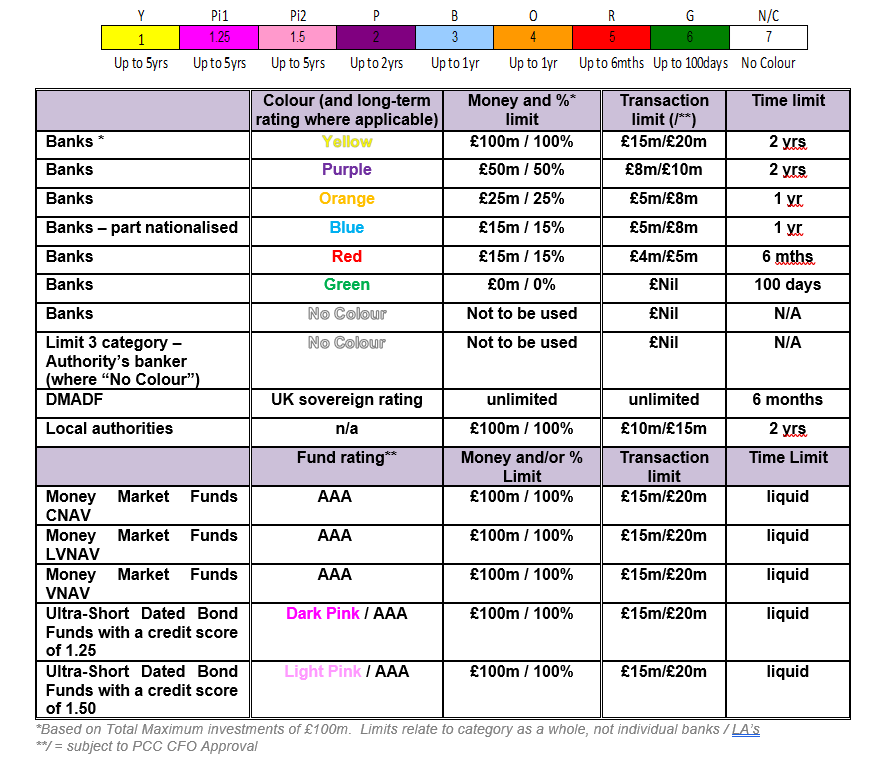 Y Pi1 Pi2 P B O R G N/C
1 1.25 1.5 2 3 4 5 6 7
Up to 5yrs Up to 5yrs Up to 5yrs Up to 2yrs Up to 1yr Up to 1yr Up to 6mths Up to 100days No Colour
Colour (and long-term Money and %* Transaction Time limit
rating where applicable) limit limit (/**)
Banks * Yellow £100m / 100% £15m/£20m 2 yrs
Banks Purple £50m / 50% £8m/£10m 2 yrs
Banks Orange £25m / 25% £5m/£8m 1 yr
Banks – part nationalised Blue £15m / 15% £5m/£8m 1 yr
Banks Red £15m / 15% £4m/£5m 6 mths
Banks Green £0m / 0% £Nil 100 days
Banks No Colour Not to be used £Nil N/A
Limit 3 category – No Colour Not to be used £Nil N/A
Authority's banker
(where “No Colour”)
DMADF UK sovereign rating unlimited unlimited 6 months
Local authorities n/a £100m / 100% £10m/£15m 2 yrs
Fund rating** Money and/or % Transaction Time Limit
Limit limit
Money Market Funds AAA £100m / 100% £15m/£20m liquid
CNAV
Money Market Funds AAA £100m / 100% £15m/£20m liquid
LVNAV
Money Market Funds AAA £100m / 100% £15m/£20m liquid
VNAV
Ultra-Short Dated Bond Dark Pink / AAA £100m / 100% £15m/£20m liquid
Funds with a credit score
of 1.25
Ultra-Short Dated Bond Light Pink / AAA £100m / 100% £15m/£20m liquid
Funds with a credit score
of 1.50
*Based on Total Maximum investments of £100m. Limits relate to category as a whole, not individual banks / LA's
**/ = subject to PCC CFO Approval